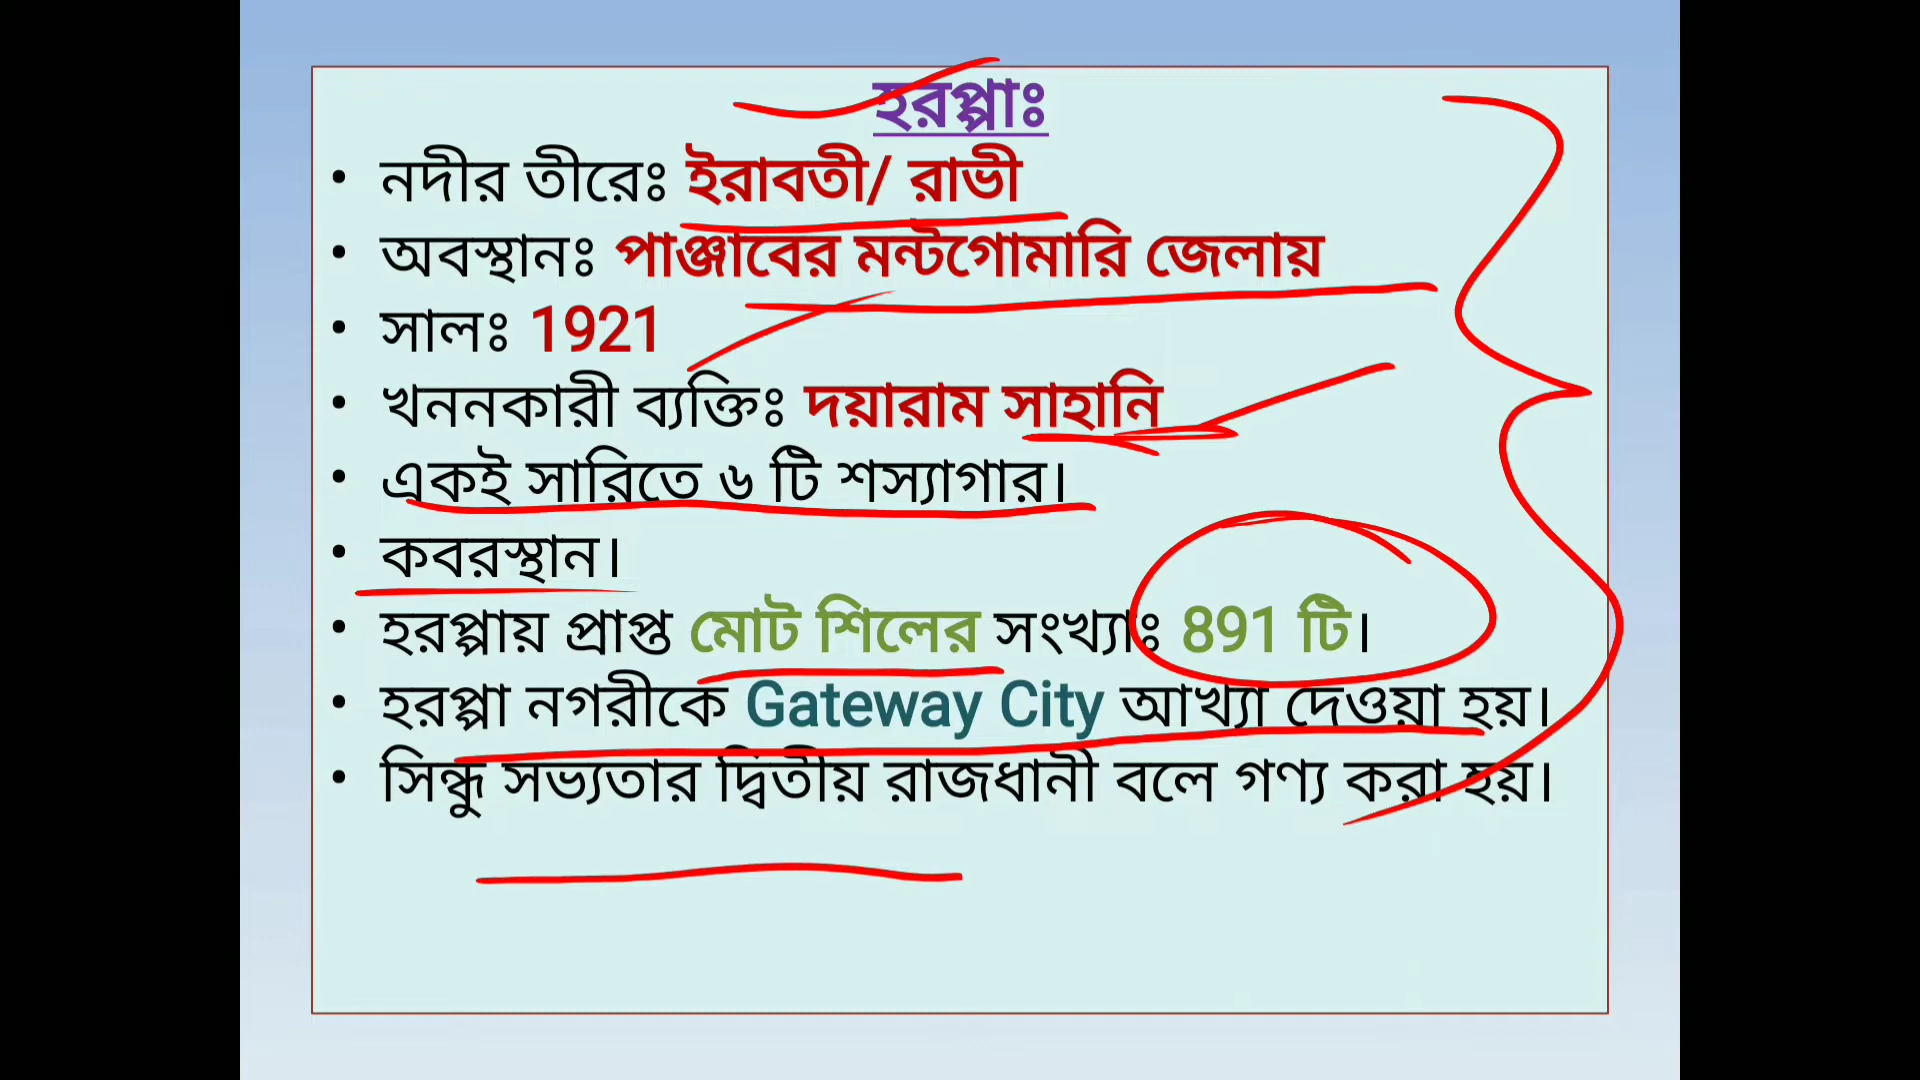 হরপ্পাঃ
• নদীর তীরেঃ ইরাবতী/ রাভী
• অবস্থানঃ পাঞ্জাবের মন্টগোমারি জেলায়
• সালঃ 1921
• খননকারী ব্যক্তিঃ দয়ারাম সাহানি
• একই সারিতে ৬ টি শস্যাগার।
• কবরস্থান।
• হরপ্পায় প্রাপ্ত মোট শিলের সংখ্যাঃ 891 টি।
• হরপ্পা নগরীকে Gateway City আখ্যা দেওয়া হয়।
• সিন্ধু সভ্যতার দ্বিতীয় রাজধানী বলে গণ্য করা হয়।